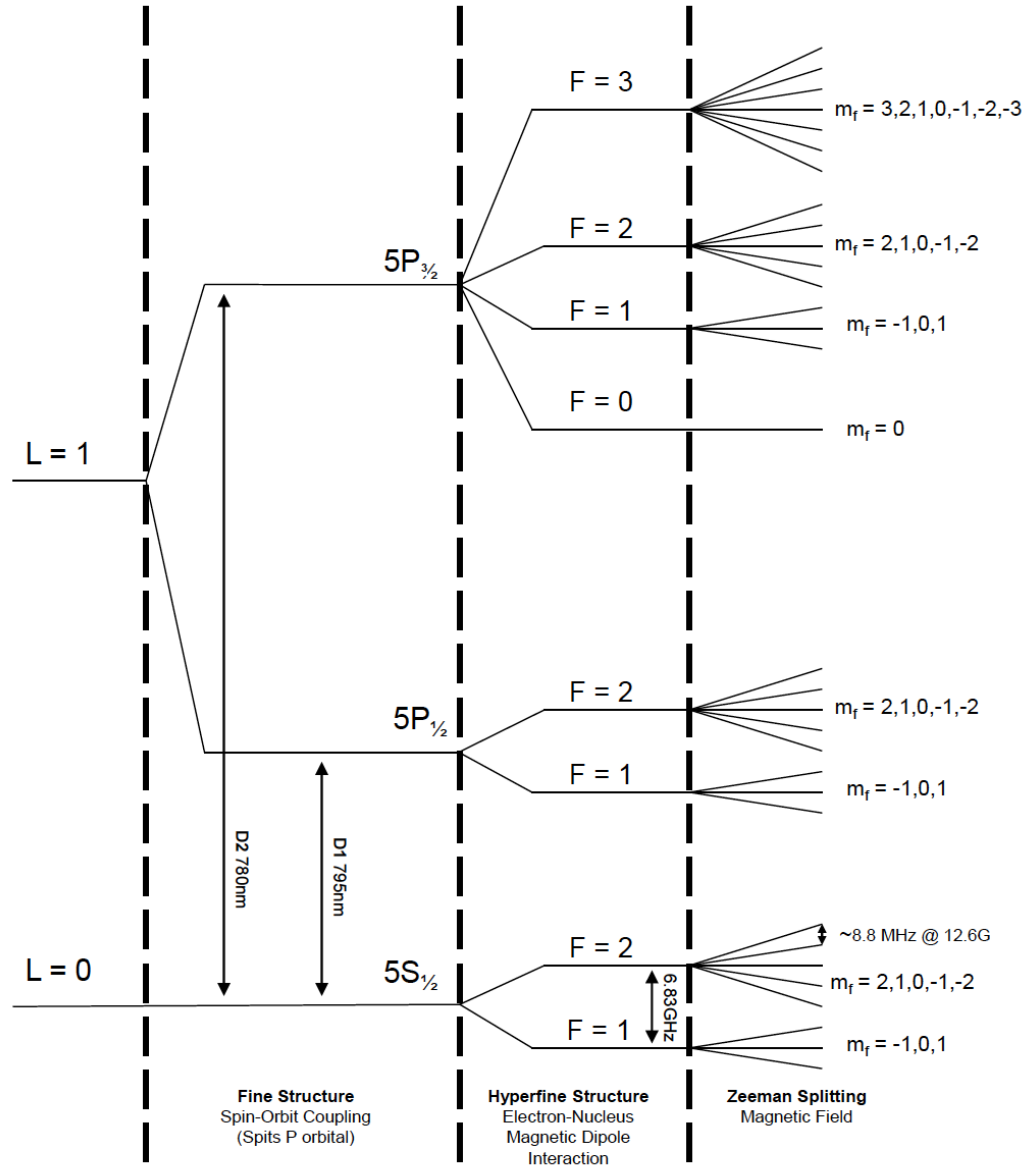 F = 3
m_f = 3,2,1,0,-1,-2,-3
F = 2
m_f = 2,1,0,-1,-2
5P_¾
F = 1
m_f = -1,0,1
F = 0
m_f = 0
L = 1
F = 2
m_f = 2,1,0,-1,-2
5P_½
F = 1
m_f = -1,0,1
D2 780nm
D1 795nm
~8.8 MHz @ 12.6G
F = 2
L = 0
5S_½
m_f = 2,1,0,-1,-2
6.83GHz
F = 1
m_f = -1,0,1
Fine Structure
Spin-Orbit Coupling
(Spits P orbital)
Hyperfine Structure
Electron-Nucleus
Magnetic Dipole
Interaction
Zeeman Splitting
Magnetic Field